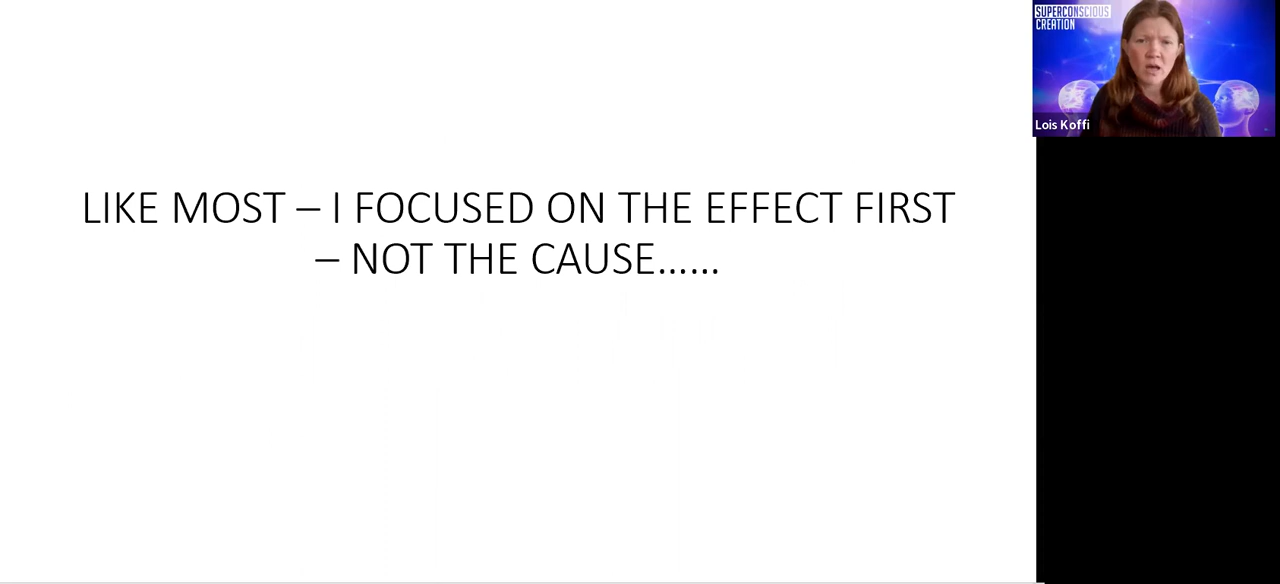 LIKE MOST – I FOCUSED ON THE EFFECT FIRST
– NOT THE CAUSE……
SUPERCONSCIOUS
CREATION
Lois Koffi